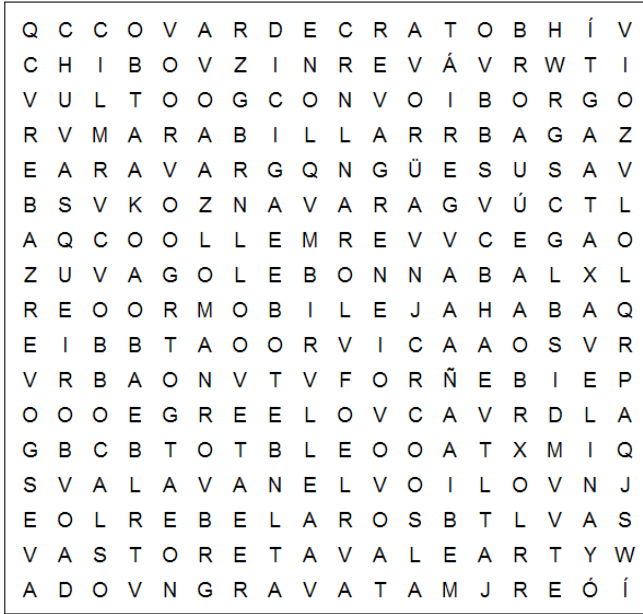 Q C C O V A R D E C R A T O B H Í V
C H I B O V Z I N R E V Á V R W T I
V U L T O O G C O N V O I B O R G O
R V M A R A B I L L A R R B A G A Z
E A R A V A R G Q N G Ü E S U S A V
B S V K O Z N A V A R A G V Ú C T L
A Q C O O L L E M R E V V C E G A O
Z U V A G O L E B O N N A B A L X L
R E O O R M O B I L E J A H A B A Q
E I B B T A O O R V I C A A O S V R
V R B A O N V T V F O R Ñ E B I E P
O O O E G R E E L O V C A V R D L A
G B C B T O T B L E O O A T X M I Q
S V A L A V A N E L V O I L O V N J
E O L R E B E L A R O S B T L V A S
V A S T O R E T A V A L E A R T Y W
A D O V N G R A V A T A M J R E Ó Í